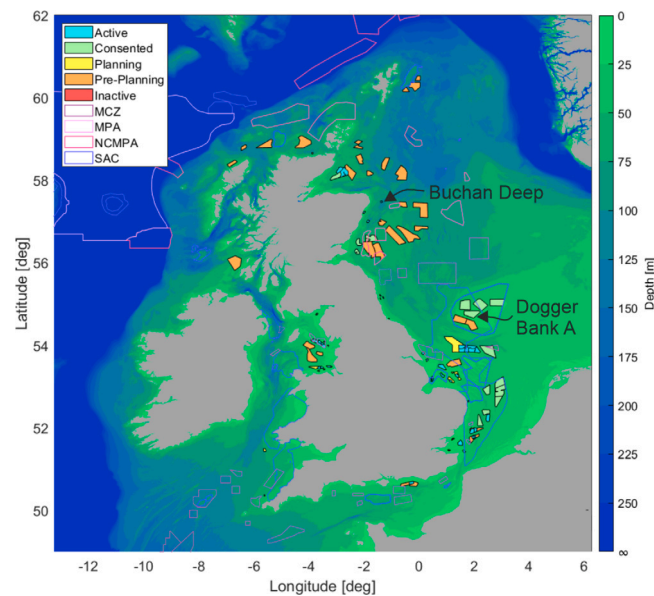 62
60
58
56
54
52
50
Latitude [deg]
Active
Consented
Planning
Pre-Planning
Inactive
MCZ
MPA
NCMPA
SAC
Buchan Deep
Dogger
Bank A
-12 -10 -8 -6 -4 -2 0 2 4 6
Longitude [deg]
0
25
50
75
100
125
150
175
200
225
250
∞
Depth [m]